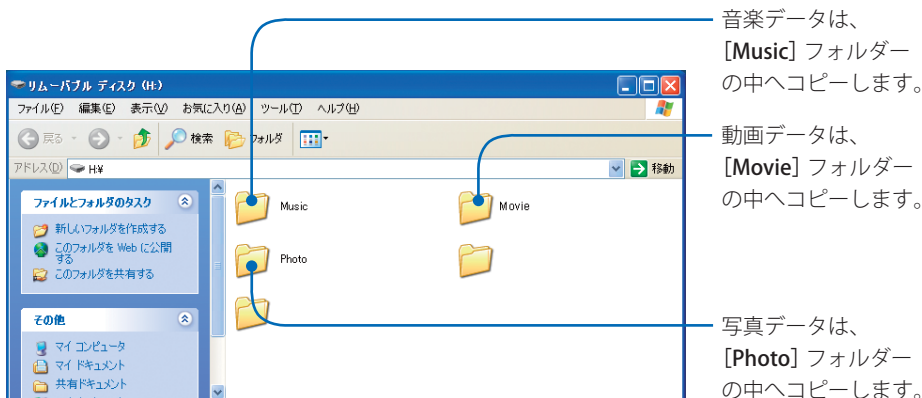 音楽データは、
[Music] フォルダー
の中へコピーします。
リムーバブル ディスク (H:)
ファイル(F) 編集(E) 表示(V) お気に入り(A) ツール(T) ヘルプ(H)
戻る 検索 フォルダ
動画データは、
[Movie] フォルダー
の中へコピーします。
アドレス(D) H:¥ 移動
ファイルとフォルダのタスク
新しいフォルダを作成する
このフォルダを Web に公開
する
このフォルダを共有する
Music Movie
Photo
その他
マイ コンピュータ
マイ ドキュメント
共有ドキュメント
写真データは、
[Photo] フォルダー
の中へコピーします。